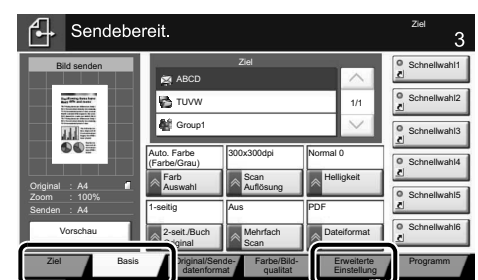 Sendebereit.
Ziel
3
Bild senden
Original : A4
Zoom : 100%
Senden : A4
Vorschau
Ziel
ABCD
TUVW
Group1
1/1
Auto. Farbe
(Farbe/Grau)
Farb
Auswahl
300x300dpi
Scan
Auflösung
Normal 0
Helligkeit
1-seitig
2-seit./Buch
Original
Aus
Mehrfach
Scan
PDF
Dateiformat
Schnellwahl1
Schnellwahl2
Schnellwahl3
Schnellwahl4
Schnellwahl5
Schnellwahl6
Ziel
Basis
Original/Sende-
datenformat
Farbe/Bild-
qualitat
Erweiterte
Einstellung
Programm